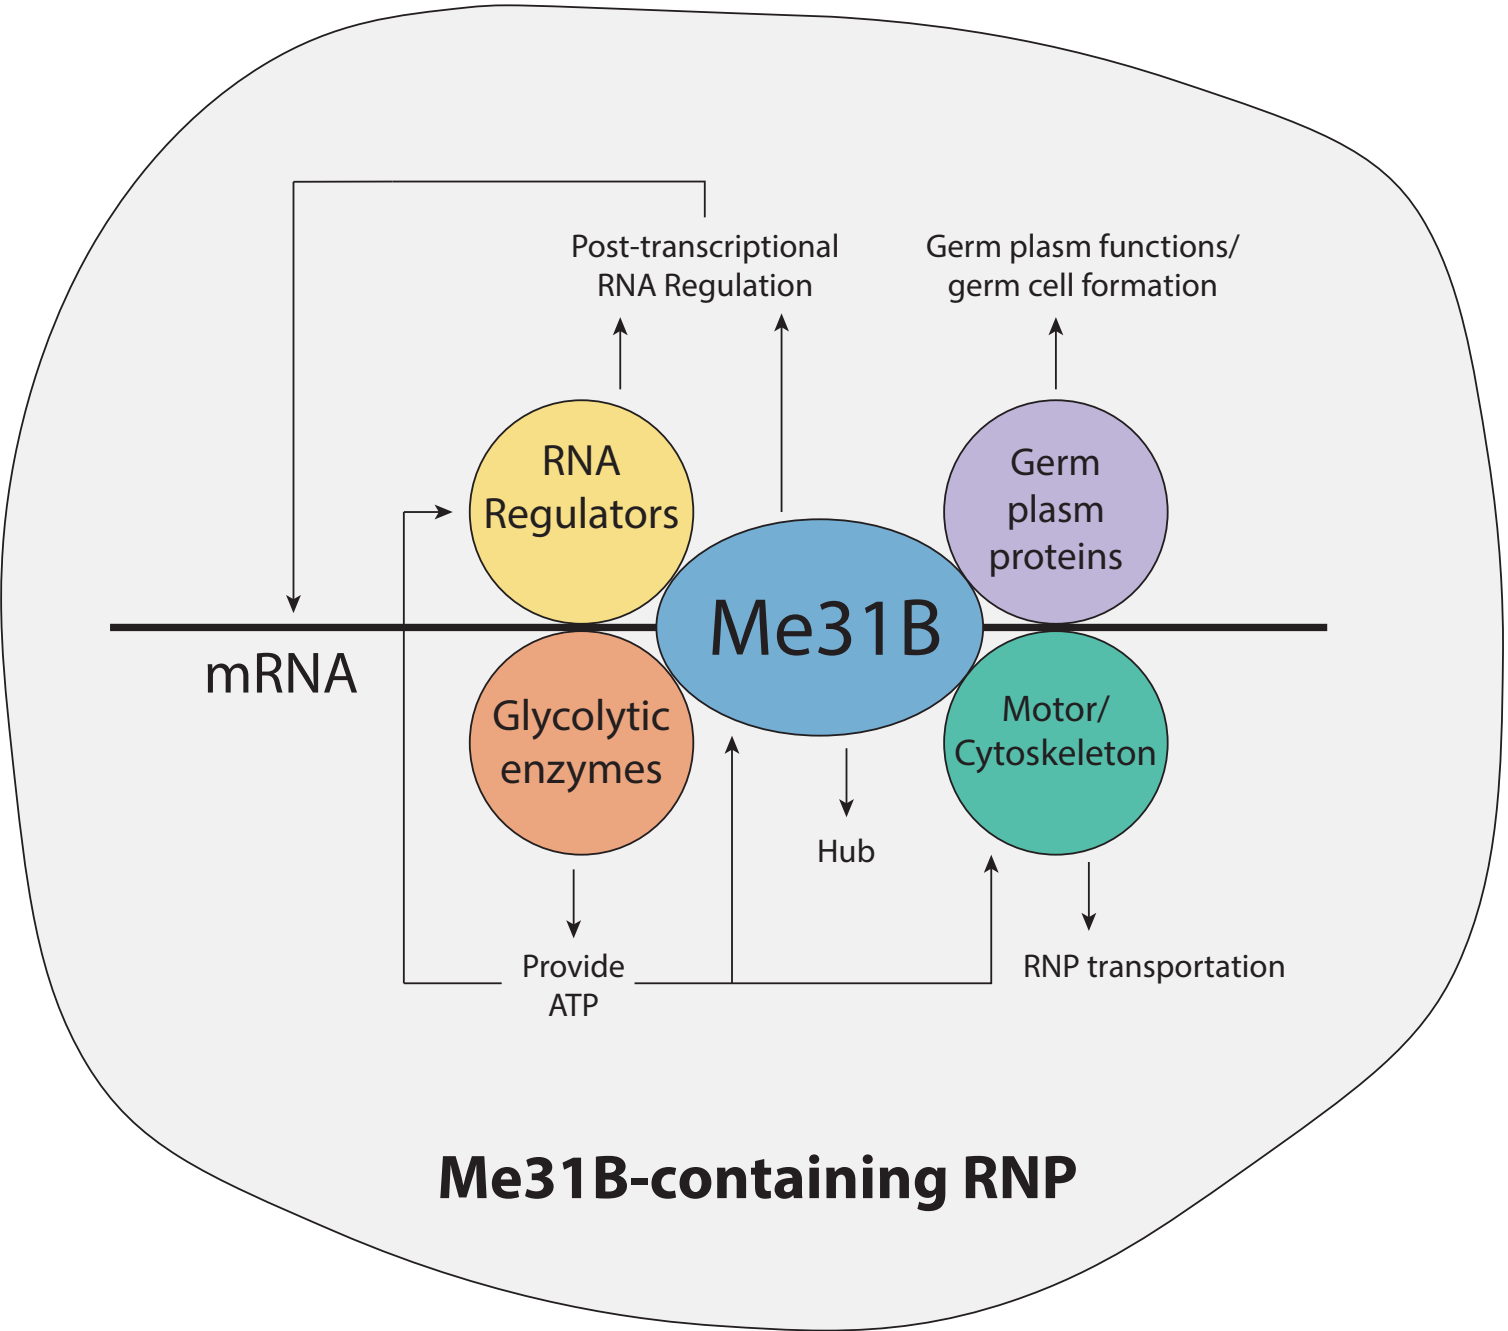 Post-transcriptional
RNA Regulation
Germ plasm functions/
germ cell formation
RNA
Regulators
Germ
plasm
proteins
Me31B
mRNA
Glycolytic
enzymes
Motor/
Cytoskeleton
Hub
Provide
ATP
RNP transportation
Me31B-containing RNP